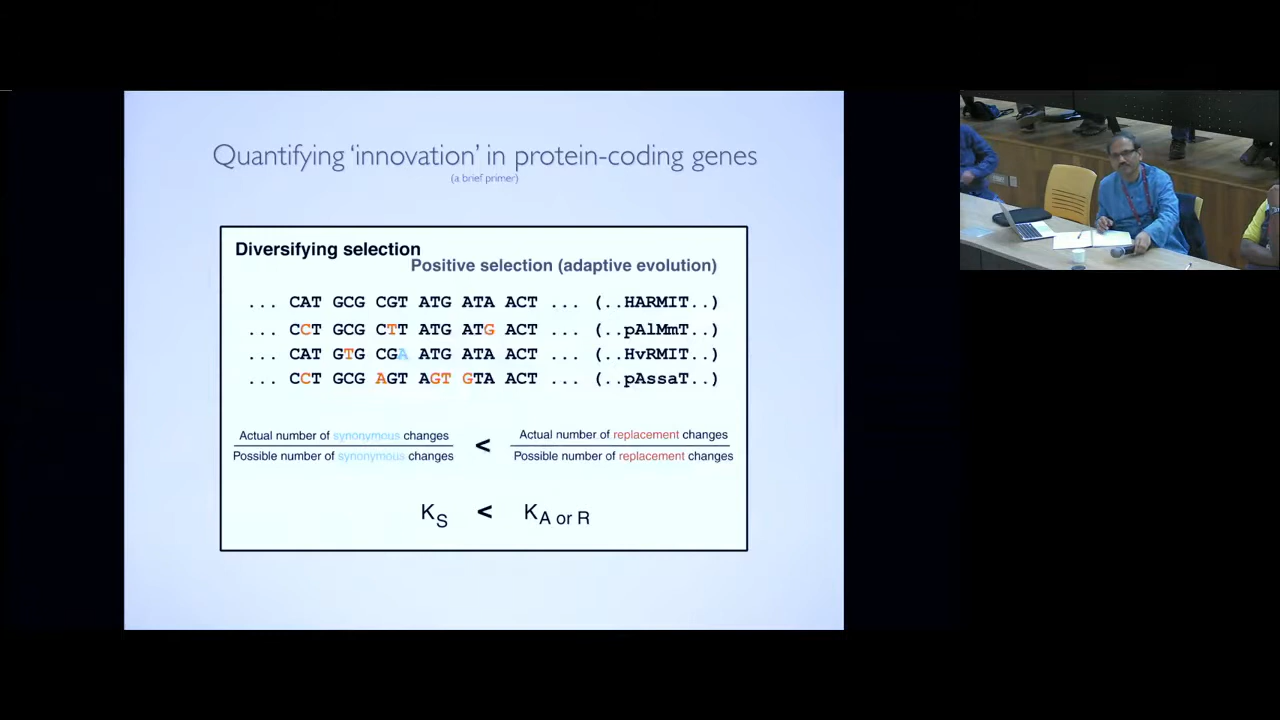 Quantifying ‘innovation’ in protein-coding genes
(a brief primer)
Diversifying selection
Positive selection (adaptive evolution)
... CAT GCG CGT ATG ATA ACT ... (..HARMIT..)
... CCT GCG CTT ATG ATG ACT ... (..pAlMmT..)
... CAT GTG CGA ATG ATA ACT ... (..HvRMIT..)
... CCT GCG AGT AGT GTA ACT ... (..pAssaT..)
Actual number of synonymous changes
Possible number of synonymous changes
<
Actual number of replacement changes
Possible number of replacement changes
KS < KA or R